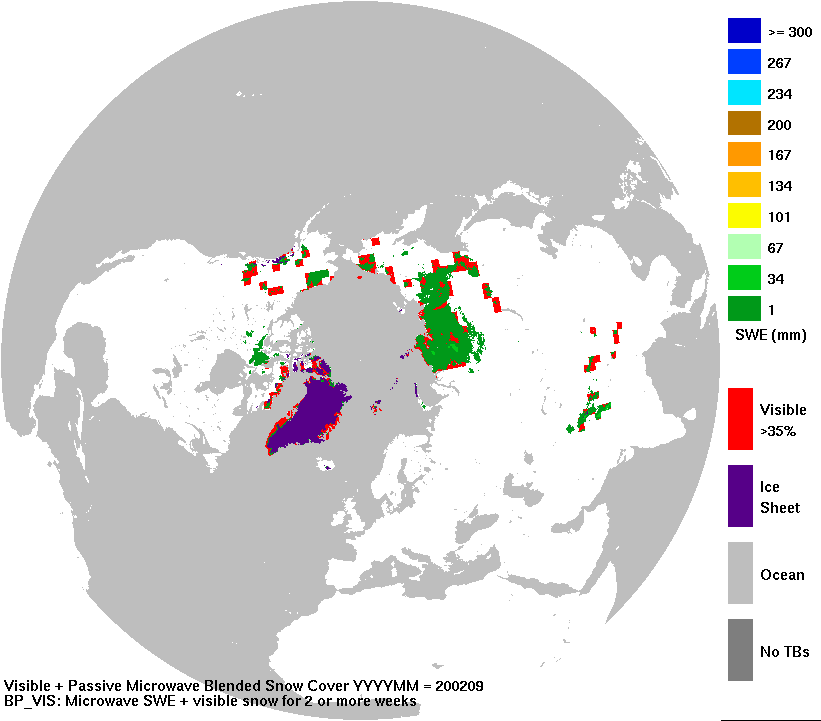 >= 300
267
234
200
167
134
101
67
34
1
SWE (mm)
Visible
>35%
Ice
Sheet
Ocean
No TBs
Visible + Passive Microwave Blended Snow Cover YYYYMM = 200209
BP_VIS: Microwave SWE + visible snow for 2 or more weeks